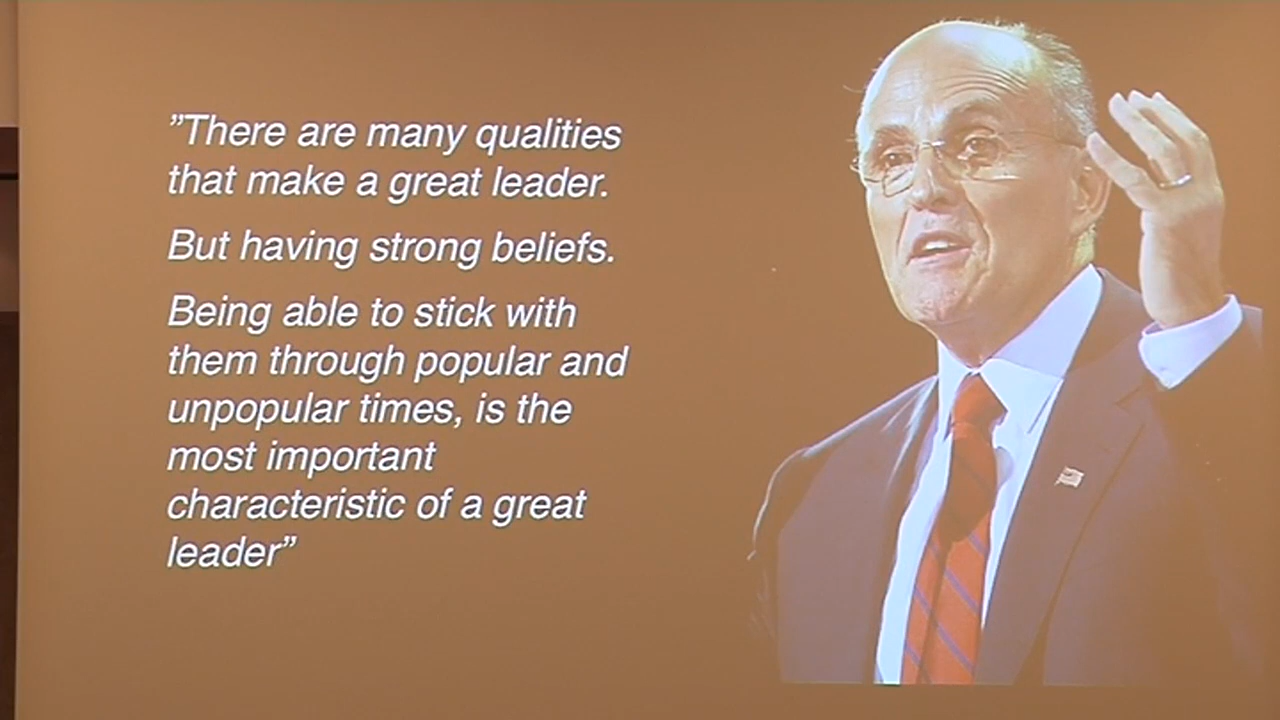 ”There are many qualities
that make a great leader.
But having strong beliefs.
Being able to stick with
them through popular and
unpopular times, is the
most important
characteristic of a great
leader”